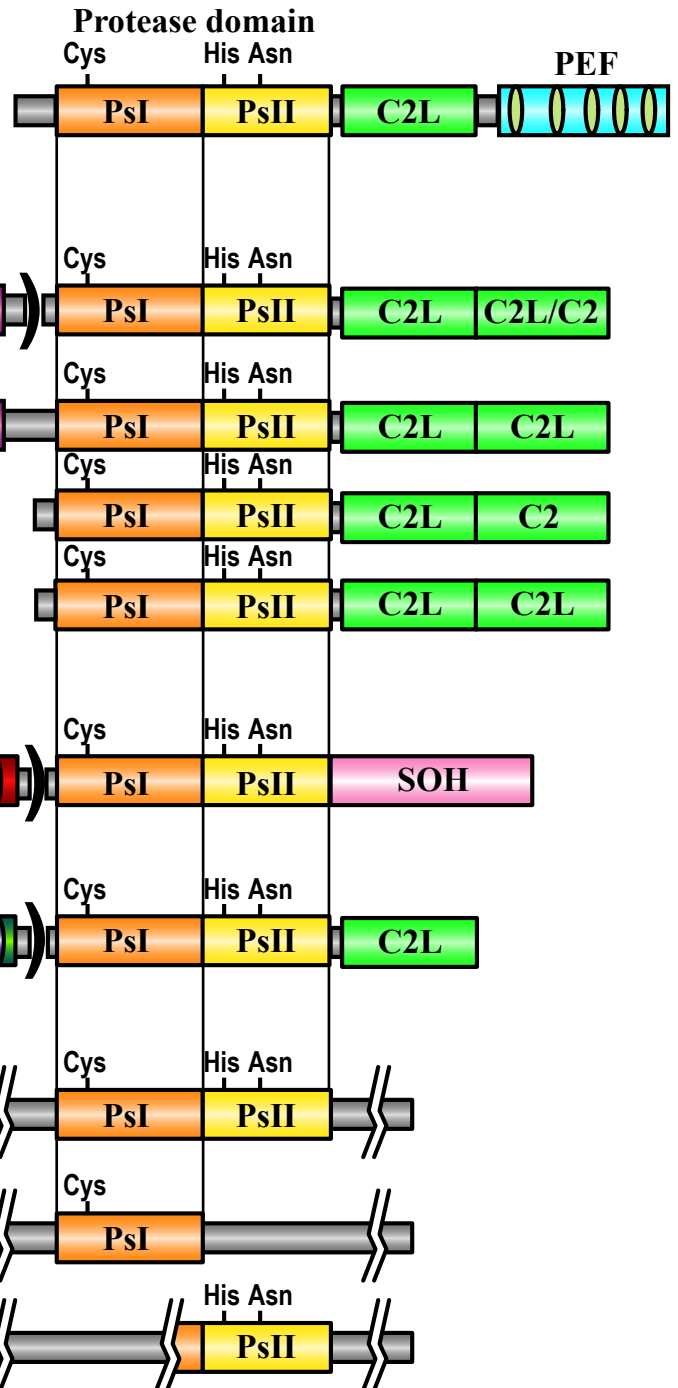 Protease domain
Cys His Asn PEF
PsI PsII C2L
Cys His Asn
PsI PsII C2L C2L/C2
Cys His Asn
PsI PsII C2L C2L
Cys His Asn
PsI PsII C2L C2
Cys His Asn
PsI PsII C2L C2L
Cys His Asn
PsI PsII SOH
Cys His Asn
PsI PsII C2L
Cys His Asn
PsI PsII
Cys
PsI
His Asn
PsII